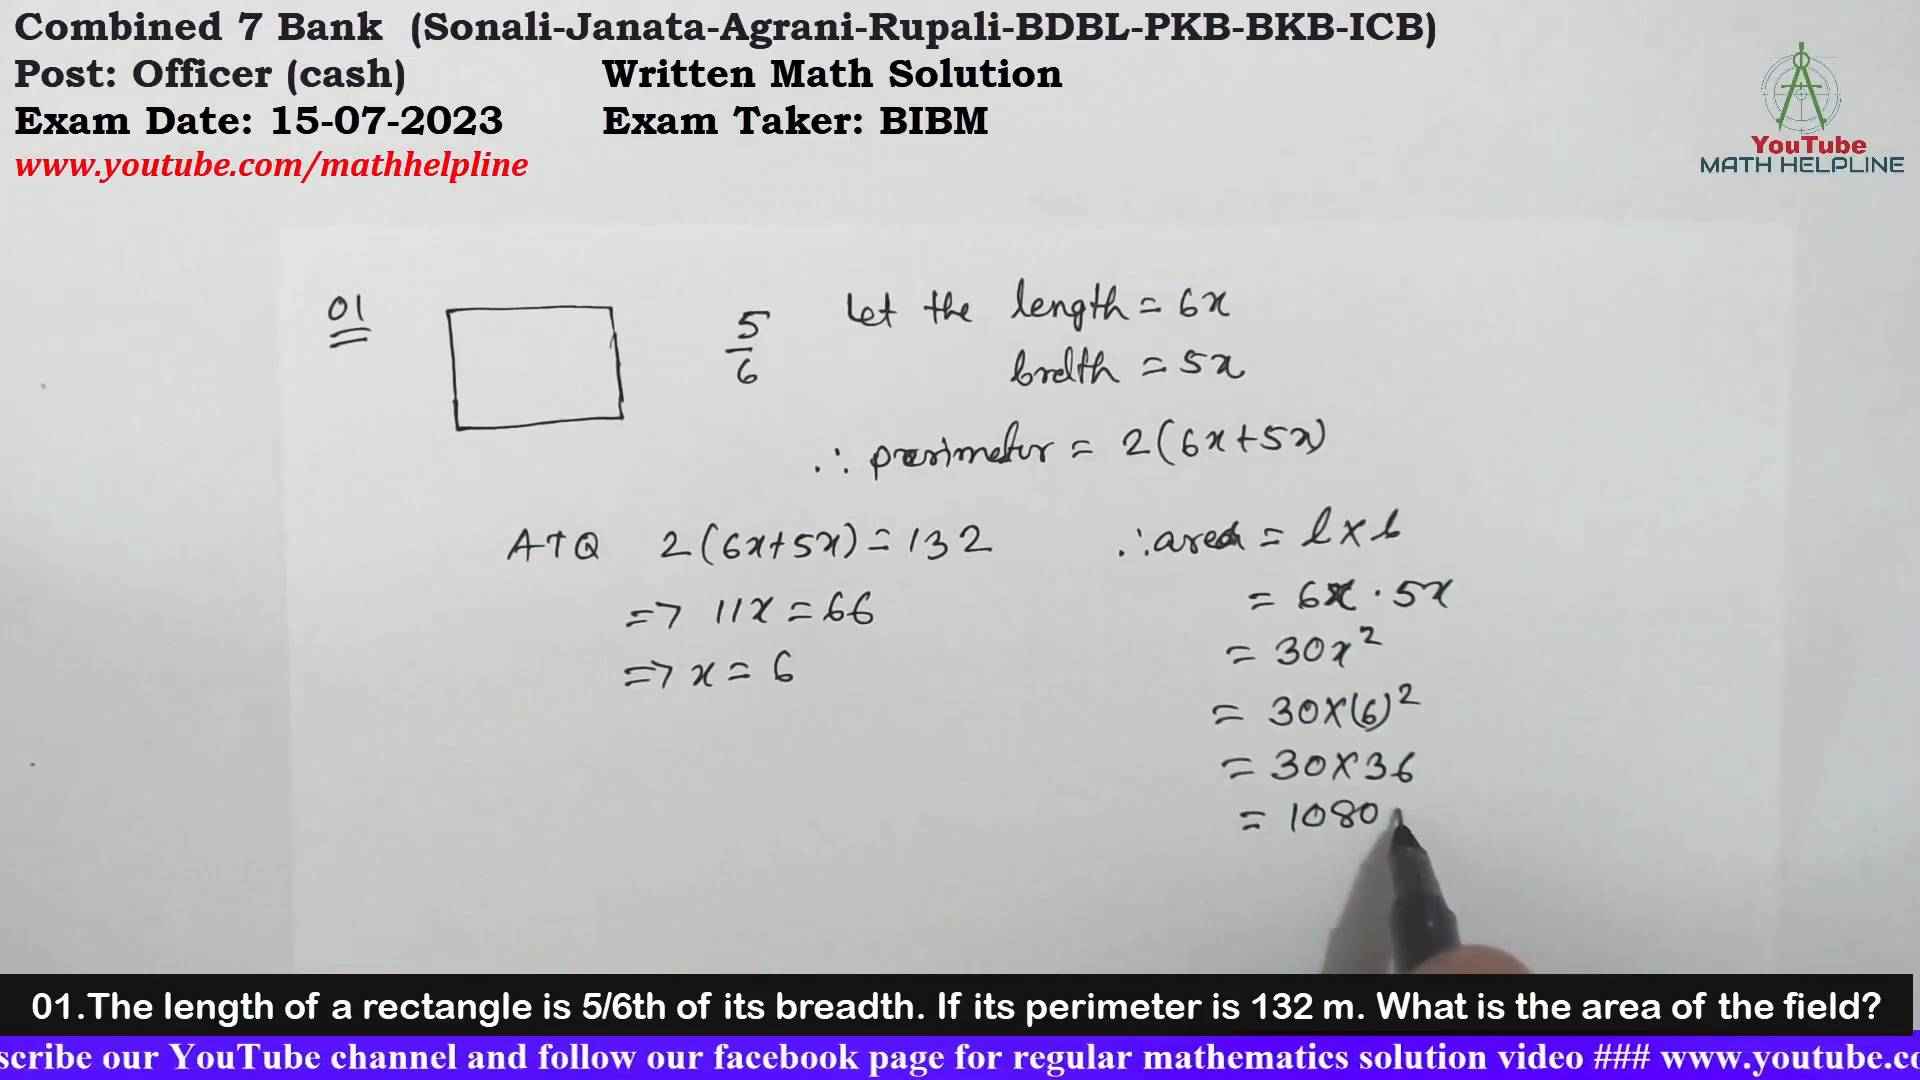 Combined 7 Bank (Sonali-Janata-Agrani-Rupali-BDBL-PKB-BKB-ICB)
Post: Officer (cash) Written Math Solution
Exam Date: 15-07-2023 Exam Taker: BIBM
www.youtube.com/mathhelpline
YouTube
MATH HELPLINE
01
5/6
Let the length = 6x
bredth = 5x
∴ perimeter = 2(6x+5x)
ATQ 2(6x+5x) = 132
=> 11x = 66
=> x = 6
∴ area = l × b
= 6x · 5x
= 30x²
= 30×(6)²
= 30×36
= 1080
01.The length of a rectangle is 5/6th of its breadth. If its perimeter is 132 m. What is the area of the field?
scribe our YouTube channel and follow our facebook page for regular mathematics solution video ### www.youtube.co